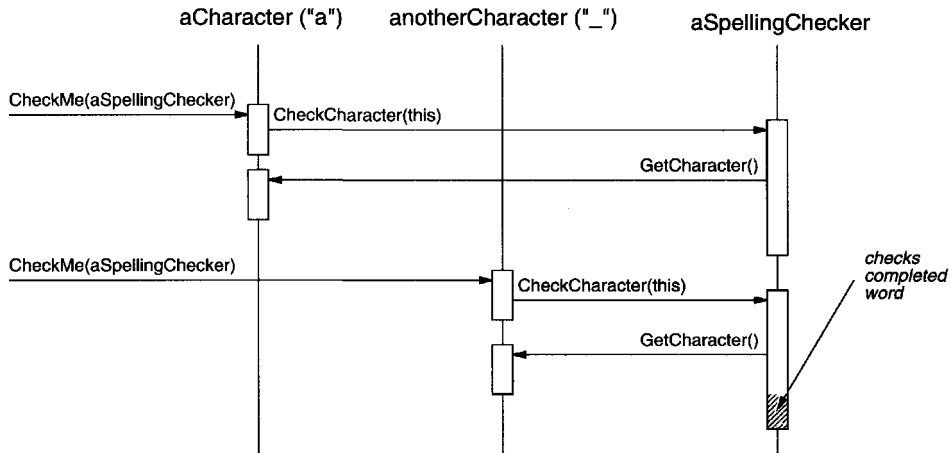 aCharacter ("a")
anotherCharacter ("_")
aSpellingChecker
CheckMe(aSpellingChecker)
CheckCharacter(this)
GetCharacter()
CheckMe(aSpellingChecker)
CheckCharacter(this)
GetCharacter()
checks
completed
word